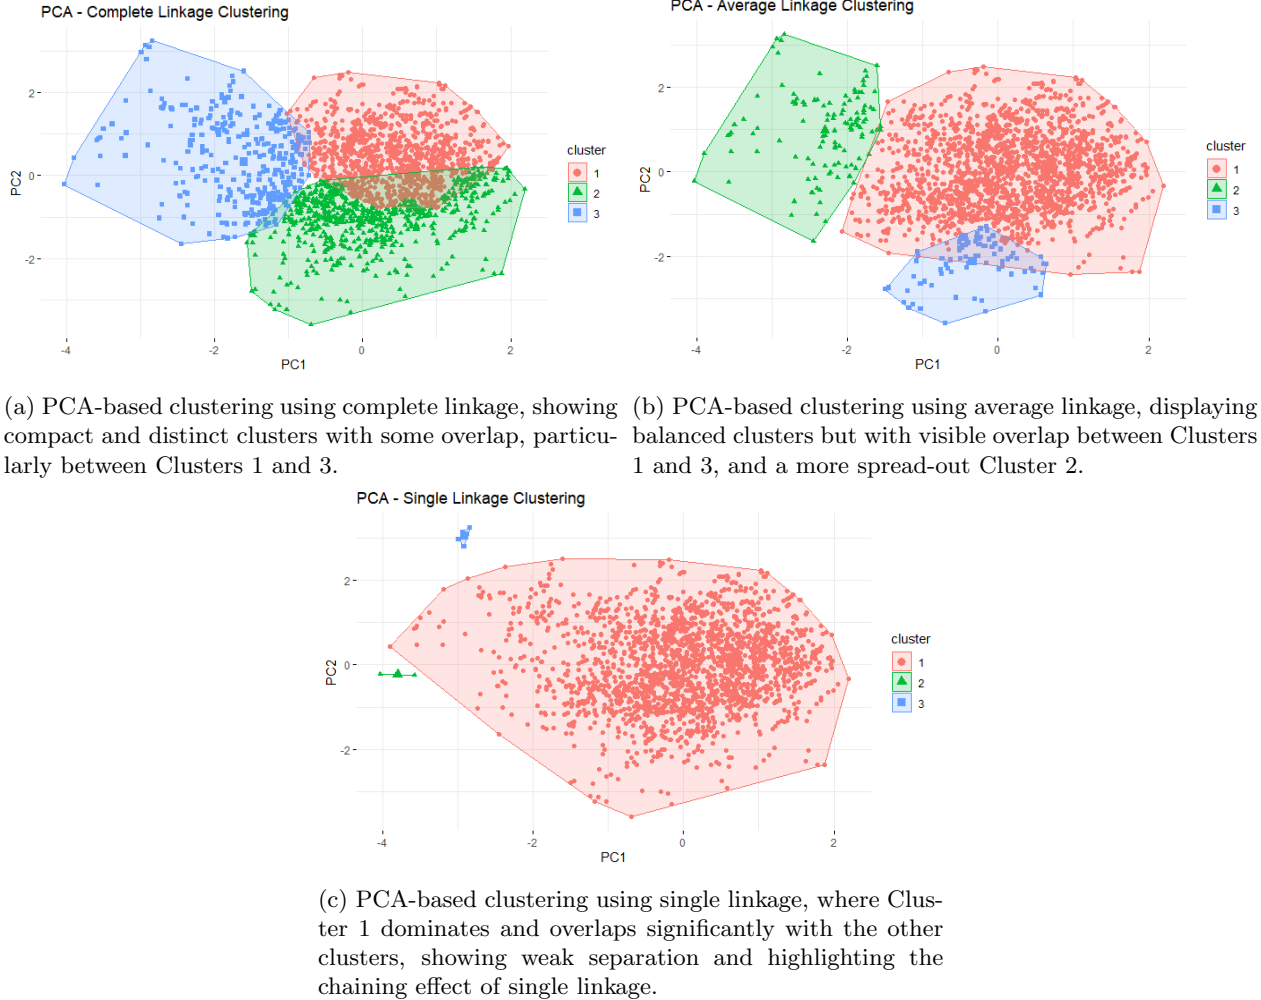 PCA - Complete Linkage Clustering
2
0
-2
PC2
-4
-2
0
2
PC1
cluster
1
2
3
(a) PCA-based clustering using complete linkage, showing
compact and distinct clusters with some overlap, particu-
larly between Clusters 1 and 3.
PCA - Average Linkage Clustering
2
0
-2
PC2
-4
-2
0
2
PC1
cluster
1
2
3
(b) PCA-based clustering using average linkage, displaying
balanced clusters but with visible overlap between Clusters
1 and 3, and a more spread-out Cluster 2.
PCA - Single Linkage Clustering
2
0
-2
PC2
-4
-2
0
2
PC1
cluster
1
2
3
(c) PCA-based clustering using single linkage, where Clus-
ter 1 dominates and overlaps significantly with the other
clusters, showing weak separation and highlighting the
chaining effect of single linkage.